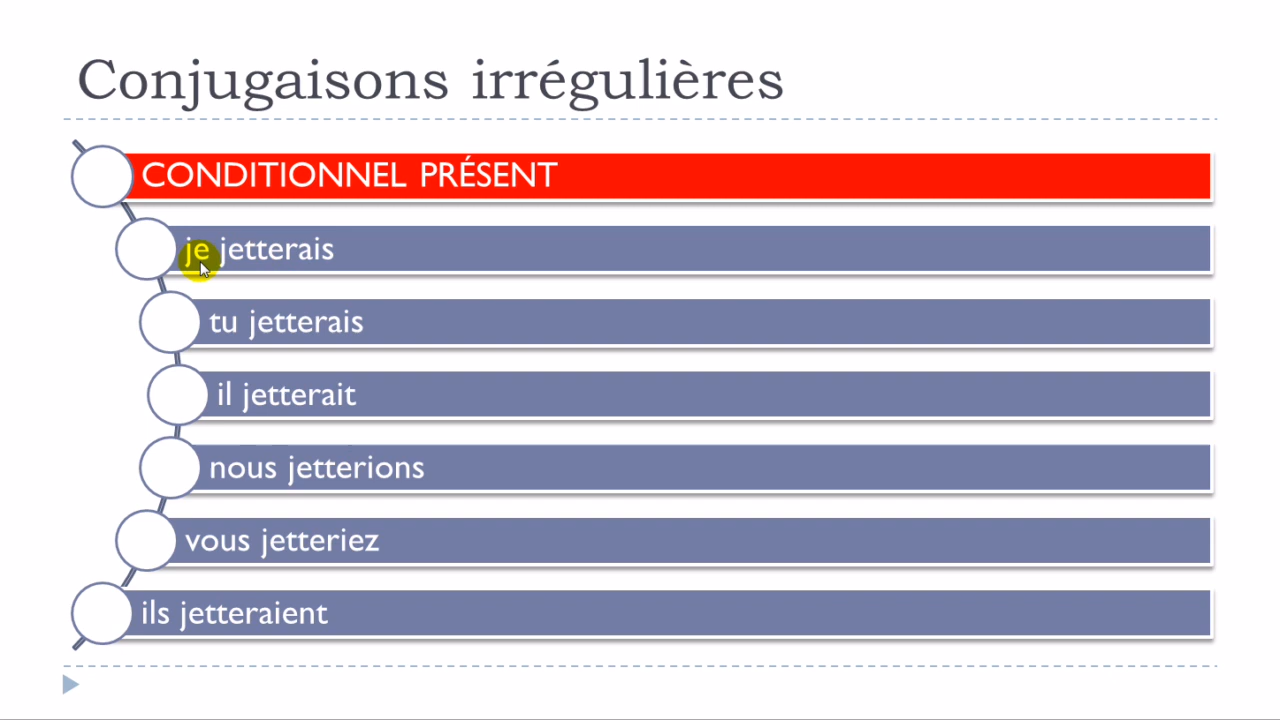 Conjugaisons irrégulières
CONDITIONNEL PRÉSENT
je jetterais
tu jetterais
il jetterait
nous jetterions
vous jetteriez
ils jetteraient